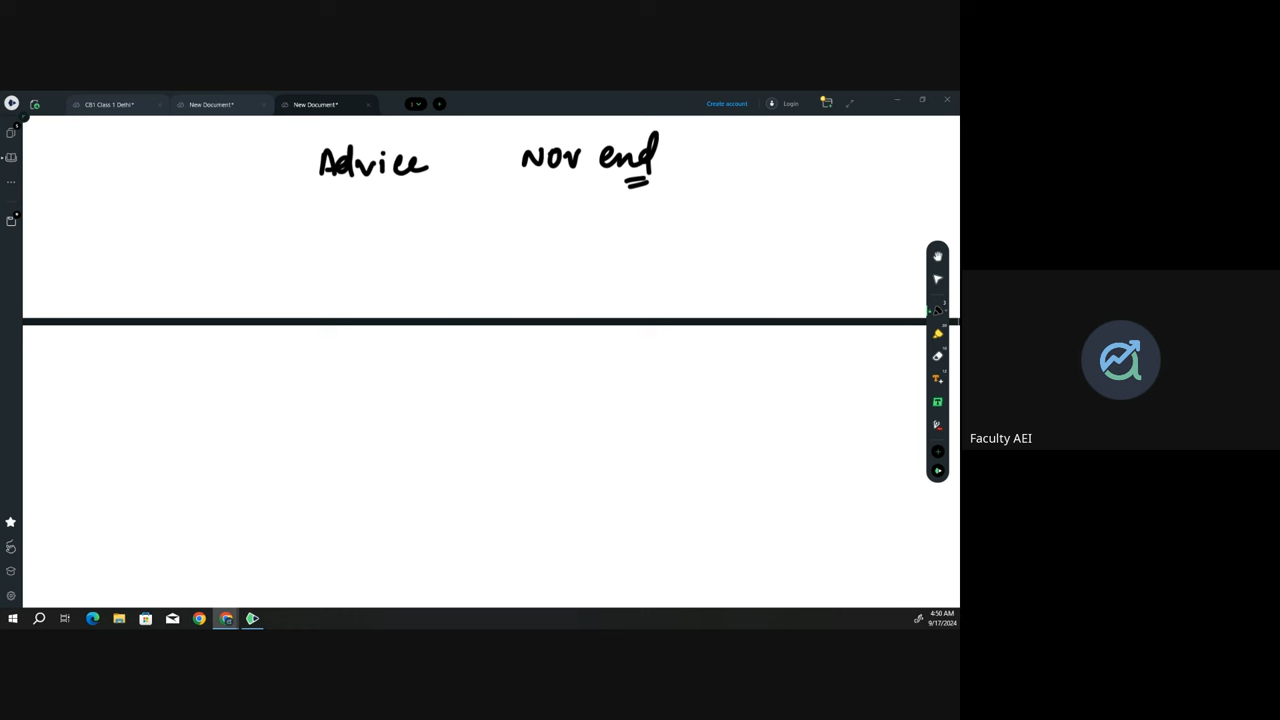 CB1 Class 1 Delhi* New Document* New Document* 1 Create account Login
Advice Nov end
Faculty AEI
4:50 AM
9/17/2024